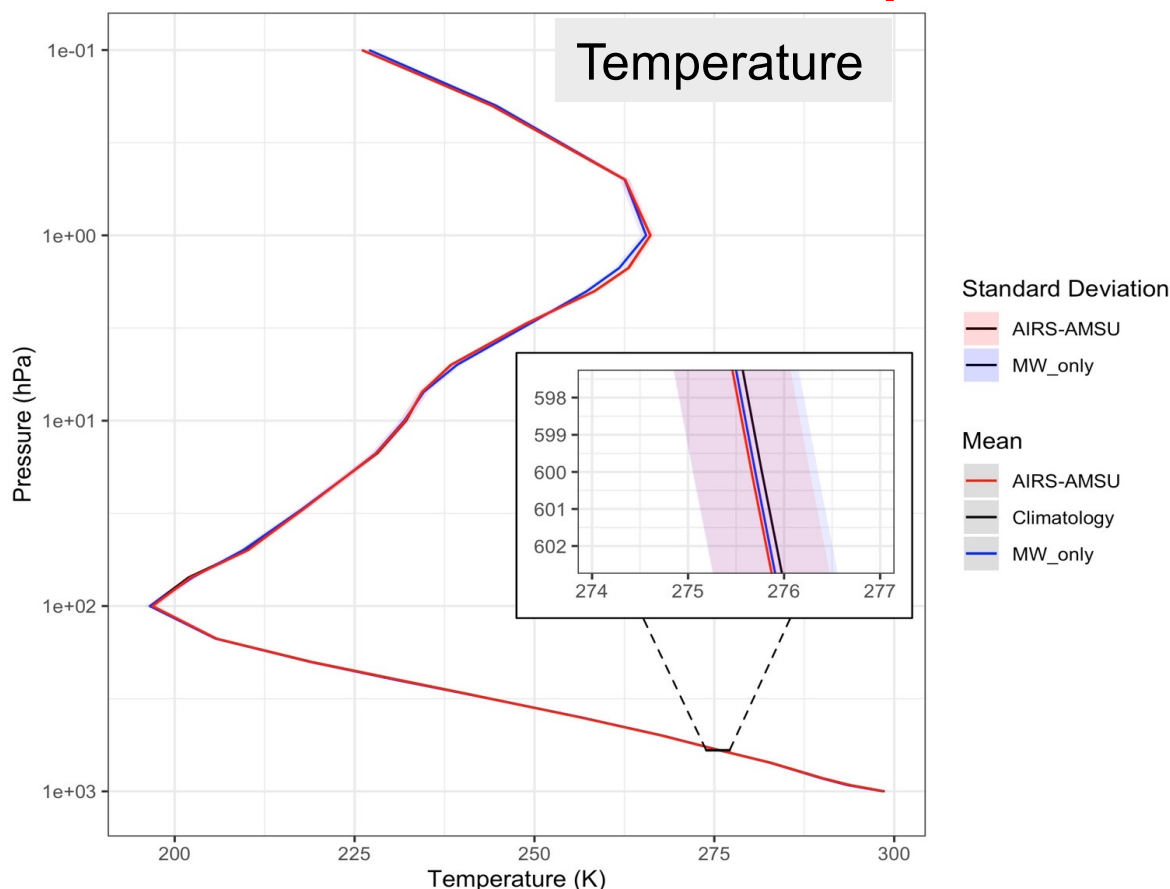 Temperature
1e-01
1e+00
1e+01
1e+02
1e+03
Pressure (hPa)
200
225
250
275
300
Temperature (K)
598
599
600
601
602
274
275
276
277
Standard Deviation
AIRS-AMSU
MW_only
Mean
AIRS-AMSU
Climatology
MW_only